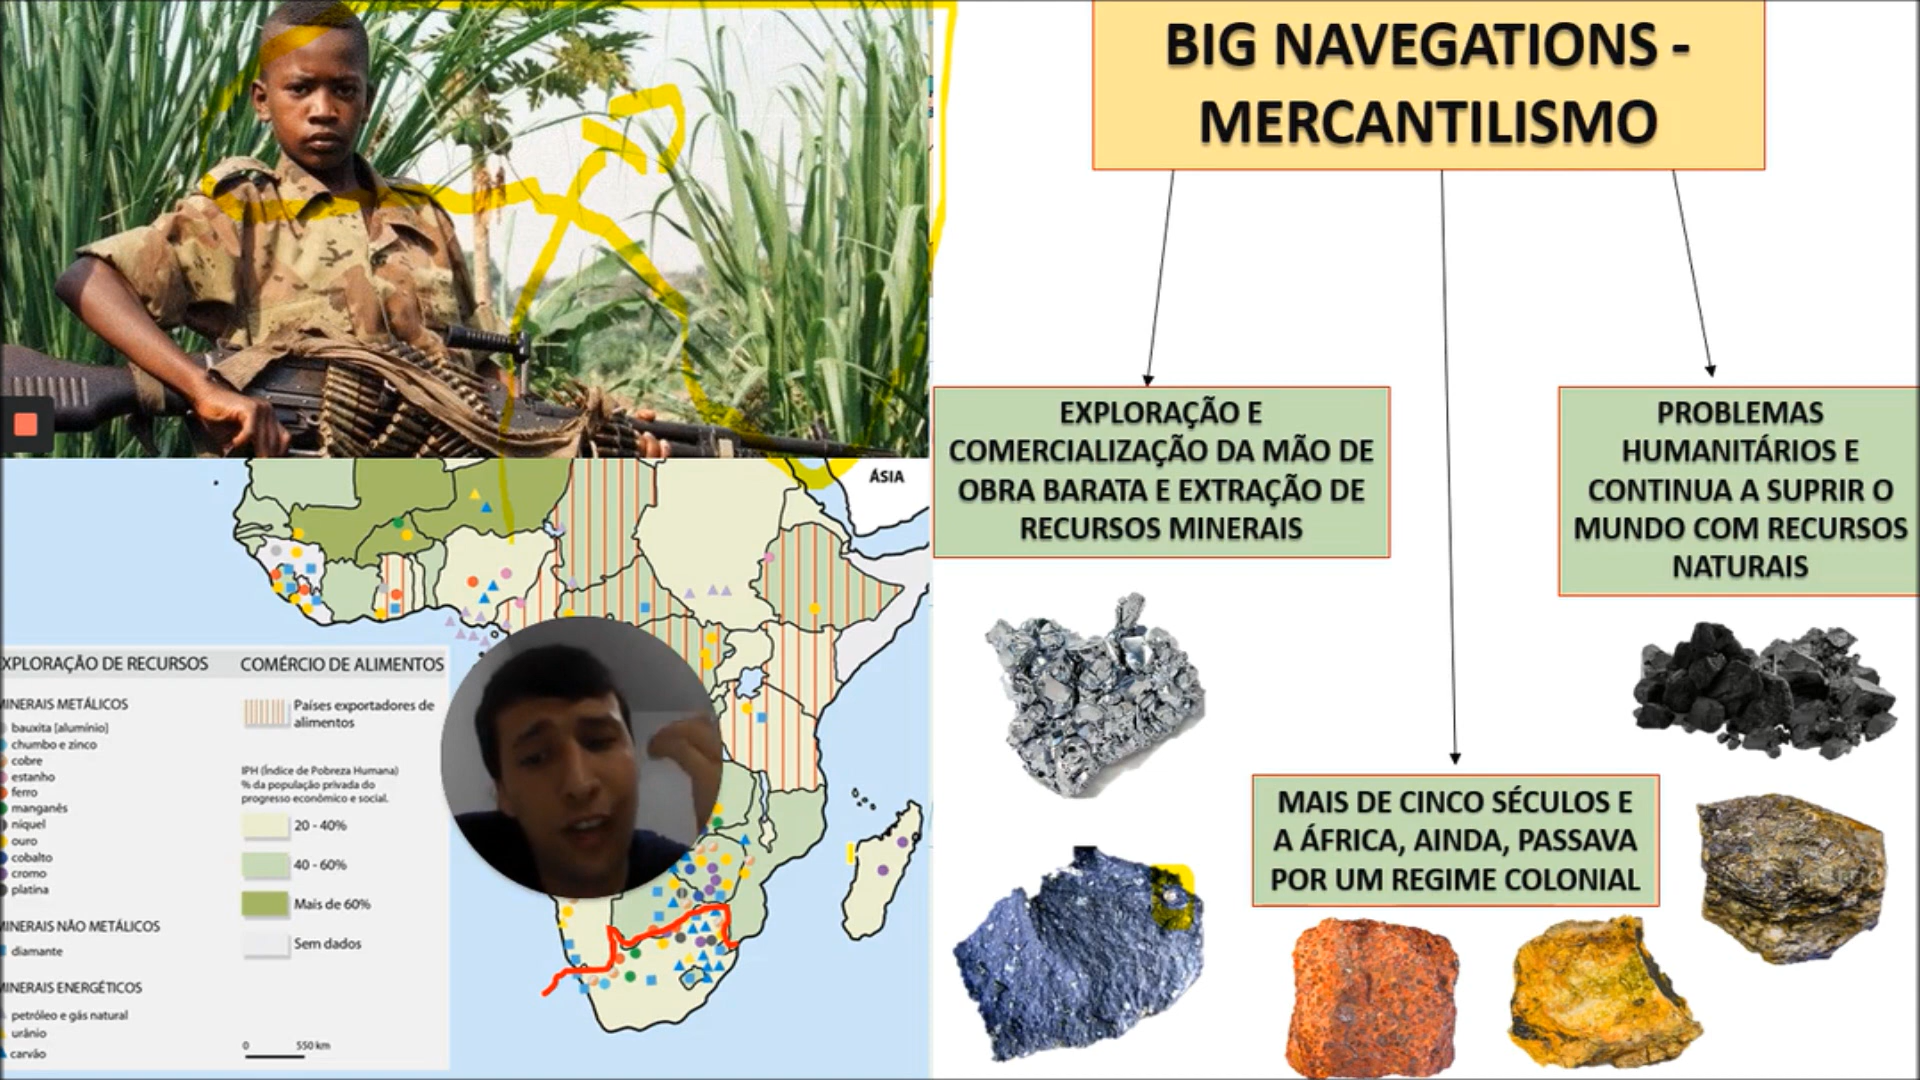 BIG NAVEGATIONS -
MERCANTILISMO
EXPLORAÇÃO E
COMERCIALIZAÇÃO DA MÃO DE
OBRA BARATA E EXTRAÇÃO DE
RECURSOS MINERAIS
PROBLEMAS
HUMANITÁRIOS E
CONTINUA A SUPRIR O
MUNDO COM RECURSOS
NATURAIS
MAIS DE CINCO SÉCULOS E
A ÁFRICA, AINDA, PASSAVA
POR UM REGIME COLONIAL
ÁSIA
XPLORAÇÃO DE RECURSOS
MINERAIS METÁLICOS
bauxita [alumínio]
chumbo e zinco
cobre
estanho
ferro
manganês
níquel
ouro
cobalto
cromo
platina
MINERAIS NÃO METÁLICOS
diamante
MINERAIS ENERGÉTICOS
petróleo e gás natural
urânio
carvão
COMÉRCIO DE ALIMENTOS
Países exportadores de
alimentos
IPH (Índice de Pobreza Humana)
% da população privada do
progresso econômico e social.
20 - 40%
40 - 60%
Mais de 60%
Sem dados
0 550 km